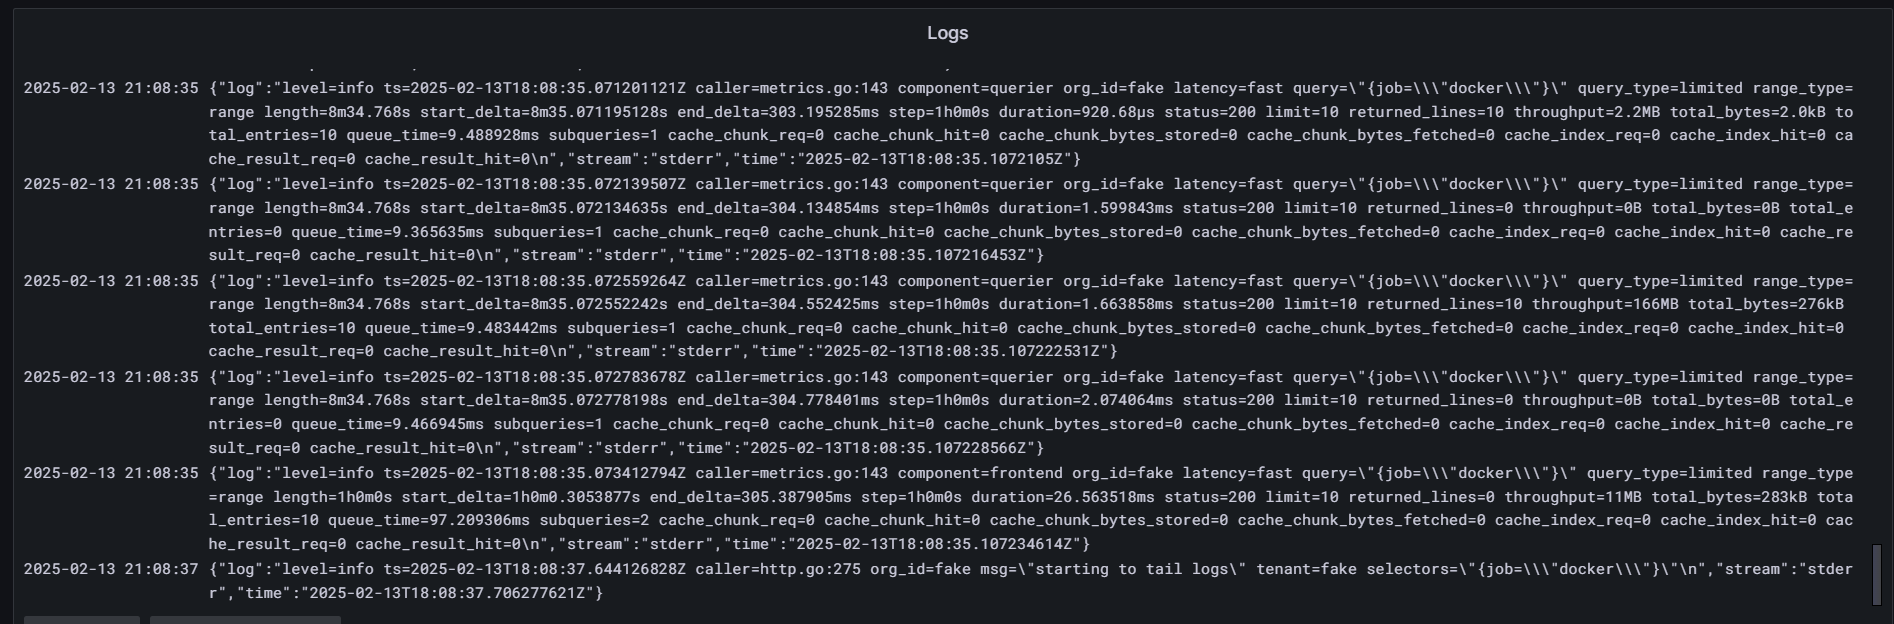 Logs
2025-02-13 21:08:35 {"log":"level=info ts=2025-02-13T18:08:35.071201121Z caller=metrics.go:143 component=querier org_id=fake latency=fast query=\"{job=\\\"docker\\\"}\" query_type=limited range_type=
range length=8m34.768s start_delta=8m35.071195128s end_delta=303.195285ms step=1h0m0s duration=920.68µs status=200 limit=10 returned_lines=10 throughput=2.2MB total_bytes=2.0kB to
tal_entries=10 queue_time=9.488928ms subqueries=1 cache_chunk_req=0 cache_chunk_hit=0 cache_chunk_bytes_stored=0 cache_chunk_bytes_fetched=0 cache_index_req=0 cache_index_hit=0 ca
che_result_req=0 cache_result_hit=0\n","stream":"stderr","time":"2025-02-13T18:08:35.1072105Z"}
2025-02-13 21:08:35 {"log":"level=info ts=2025-02-13T18:08:35.072139507Z caller=metrics.go:143 component=querier org_id=fake latency=fast query=\"{job=\\\"docker\\\"}\" query_type=limited range_type=
range length=8m34.768s start_delta=8m35.072134635s end_delta=304.134854ms step=1h0m0s duration=1.599843ms status=200 limit=10 returned_lines=0 throughput=0B total_bytes=0B total_e
ntries=0 queue_time=9.365635ms subqueries=1 cache_chunk_req=0 cache_chunk_hit=0 cache_chunk_bytes_stored=0 cache_chunk_bytes_fetched=0 cache_index_req=0 cache_index_hit=0 cache_re
sult_req=0 cache_result_hit=0\n","stream":"stderr","time":"2025-02-13T18:08:35.107216453Z"}
2025-02-13 21:08:35 {"log":"level=info ts=2025-02-13T18:08:35.072559264Z caller=metrics.go:143 component=querier org_id=fake latency=fast query=\"{job=\\\"docker\\\"}\" query_type=limited range_type=
range length=8m34.768s start_delta=8m35.072552242s end_delta=304.552425ms step=1h0m0s duration=1.663858ms status=200 limit=10 returned_lines=10 throughput=166MB total_bytes=276kB
total_entries=10 queue_time=9.483442ms subqueries=1 cache_chunk_req=0 cache_chunk_hit=0 cache_chunk_bytes_stored=0 cache_chunk_bytes_fetched=0 cache_index_req=0 cache_index_hit=0
cache_result_req=0 cache_result_hit=0\n","stream":"stderr","time":"2025-02-13T18:08:35.107222531Z"}
2025-02-13 21:08:35 {"log":"level=info ts=2025-02-13T18:08:35.072783678Z caller=metrics.go:143 component=querier org_id=fake latency=fast query=\"{job=\\\"docker\\\"}\" query_type=limited range_type=
range length=8m34.768s start_delta=8m35.072778198s end_delta=304.778401ms step=1h0m0s duration=2.074064ms status=200 limit=10 returned_lines=0 throughput=0B total_bytes=0B total_e
ntries=0 queue_time=9.466945ms subqueries=1 cache_chunk_req=0 cache_chunk_hit=0 cache_chunk_bytes_stored=0 cache_chunk_bytes_fetched=0 cache_index_req=0 cache_index_hit=0 cache_re
sult_req=0 cache_result_hit=0\n","stream":"stderr","time":"2025-02-13T18:08:35.107228566Z"}
2025-02-13 21:08:35 {"log":"level=info ts=2025-02-13T18:08:35.073412794Z caller=metrics.go:143 component=frontend org_id=fake latency=fast query=\"{job=\\\"docker\\\"}\" query_type=limited range_type
=range length=1h0m0s start_delta=1h0m0.3053877s end_delta=305.387905ms step=1h0m0s duration=26.563518ms status=200 limit=10 returned_lines=0 throughput=11MB total_bytes=283kB tota
l_entries=10 queue_time=97.209306ms subqueries=2 cache_chunk_req=0 cache_chunk_hit=0 cache_chunk_bytes_stored=0 cache_chunk_bytes_fetched=0 cache_index_req=0 cache_index_hit=0 cac
he_result_req=0 cache_result_hit=0\n","stream":"stderr","time":"2025-02-13T18:08:35.107234614Z"}
2025-02-13 21:08:37 {"log":"level=info ts=2025-02-13T18:08:37.644126828Z caller=http.go:275 org_id=fake msg=\"starting to tail logs\" tenant=fake selectors=\"{job=\\\"docker\\\"}\"\n","stream":"stder
r","time":"2025-02-13T18:08:37.706277621Z"}